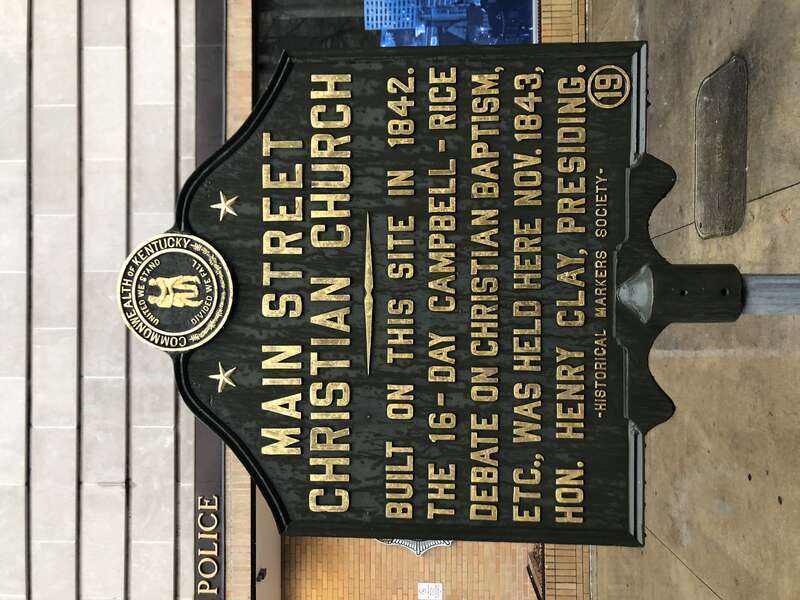 COMMONWEALTH OF KENTUCKY
UNITED WE STAND
DIVIDED WE FALL
MAIN STREET
CHRISTIAN CHURCH
BUILT ON THIS SITE IN 1842.
THE 16-DAY CAMPBELL-RICE
DEBATE ON CHRISTIAN BAPTISM,
ETC., WAS HELD HERE NOV. 1843,
HON. HENRY CLAY, PRESIDING.
-HISTORICAL MARKERS SOCIETY-
19
POLICE